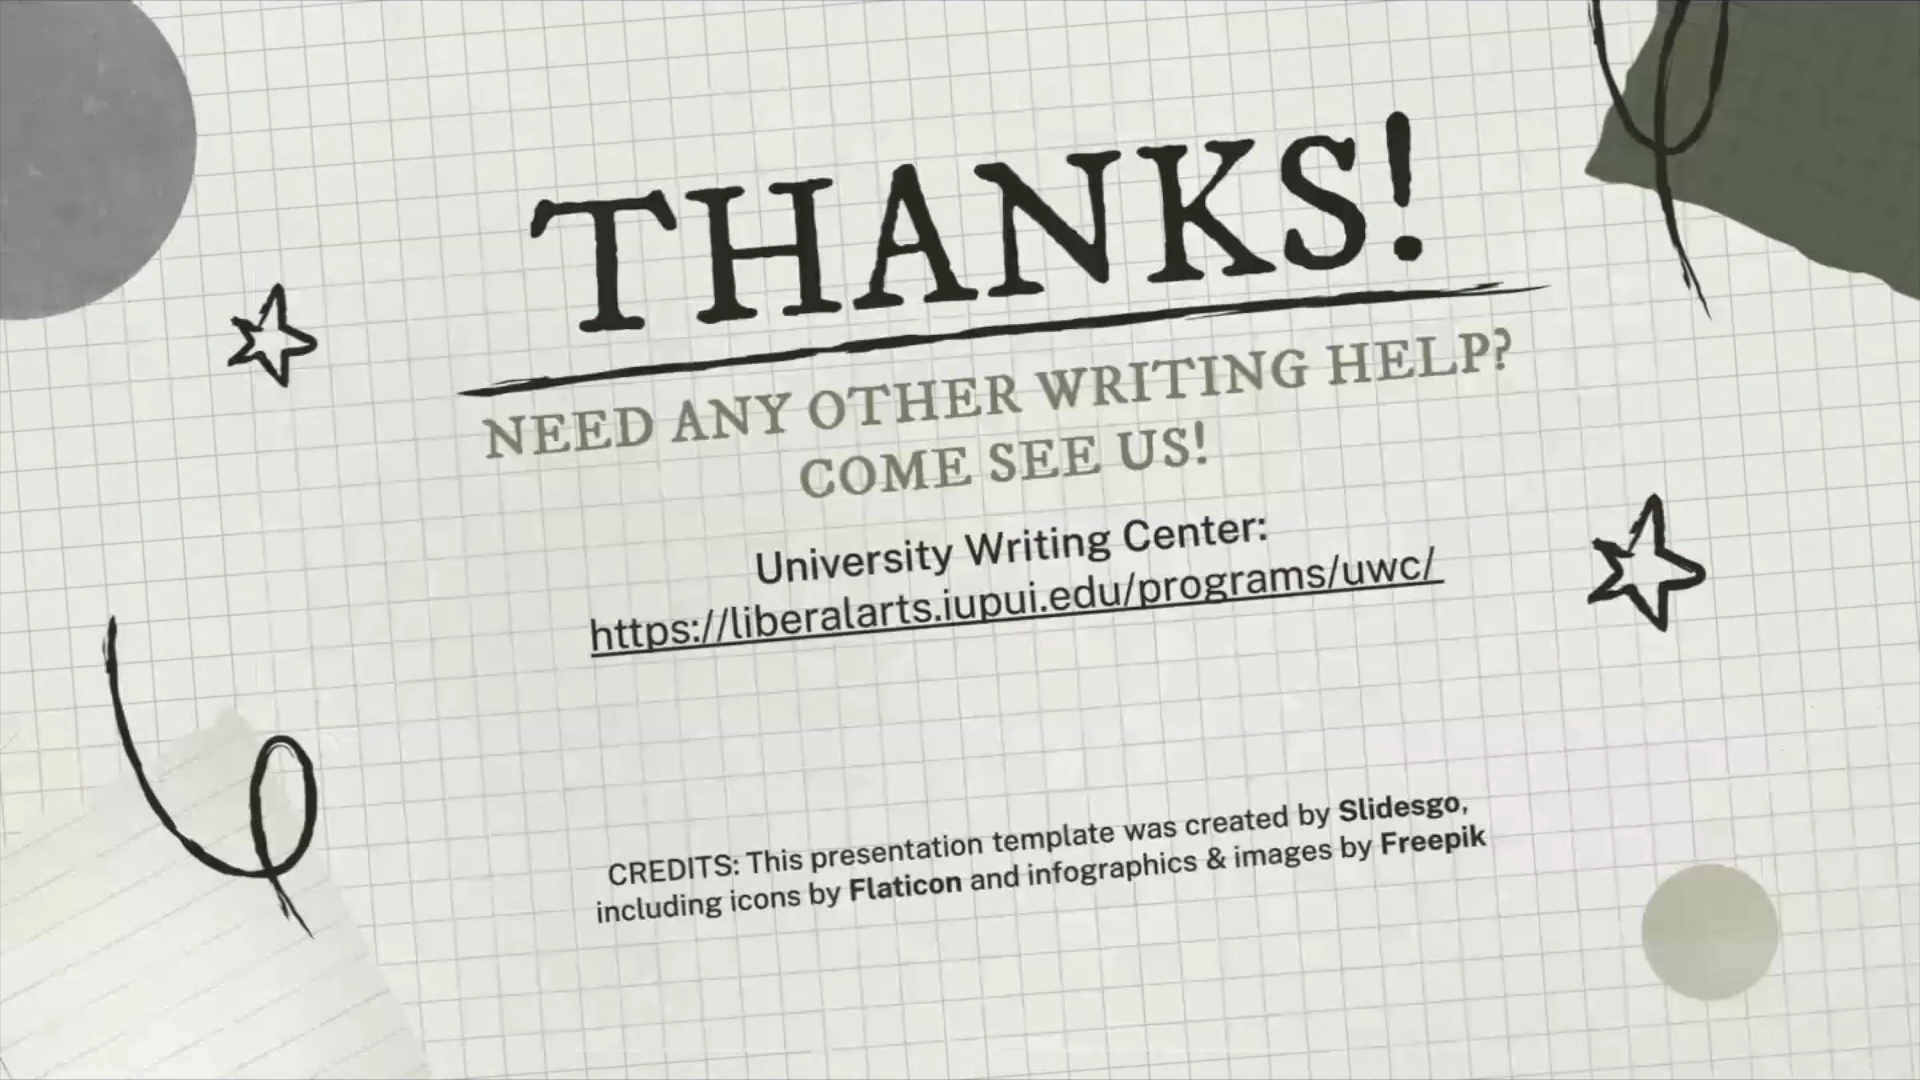 THANKS!
NEED ANY OTHER WRITING HELP?
COME SEE US!
University Writing Center:
https://liberalarts.iupui.edu/programs/uwc/
CREDITS: This presentation template was created by Slidesgo,
including icons by Flaticon and infographics & images by Freepik